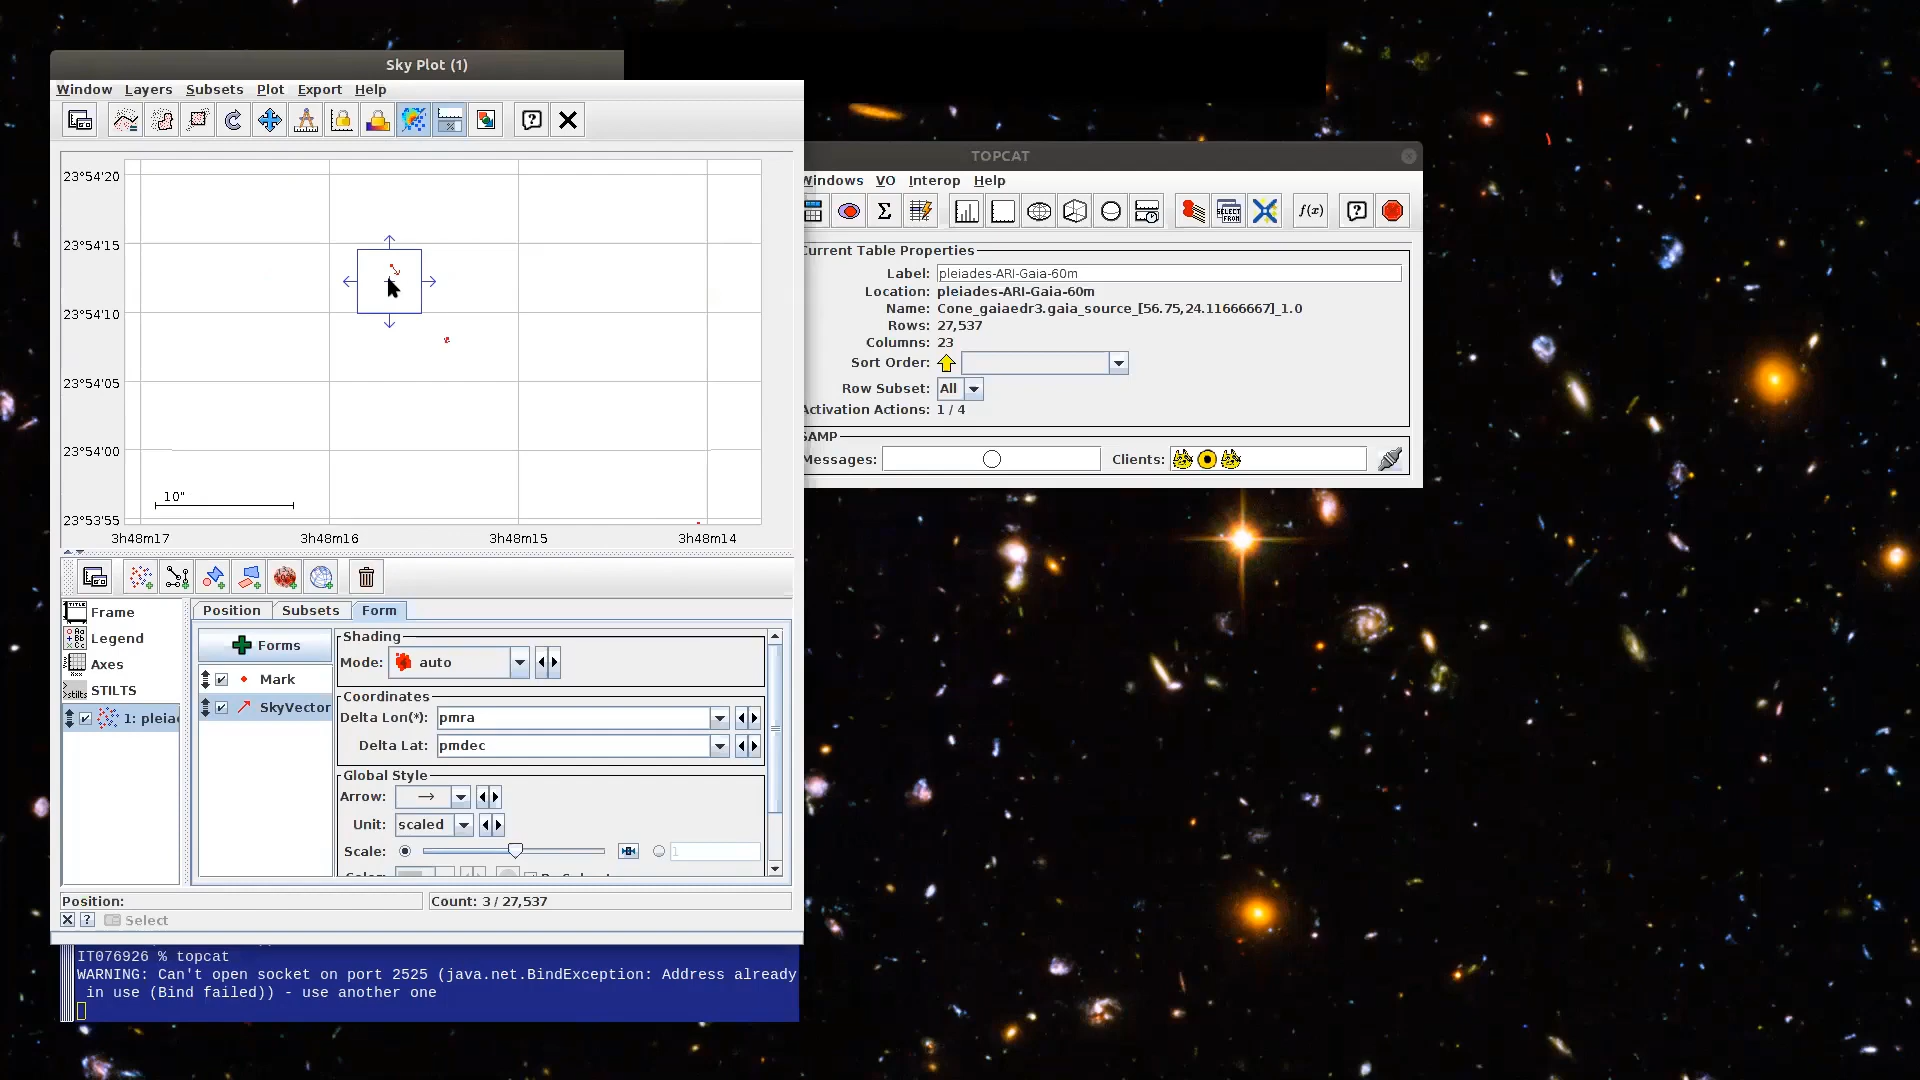 Sky Plot (1)
Window Layers Subsets Plot Export Help
23°54'20
23°54'15
23°54'10
23°54'05
23°54'00
23°53'55
10"
3h48m17 3h48m16 3h48m15 3h48m14
Frame
Legend
Axes
STILTS
1: pleia
Position Subsets Form
Forms
Mark
SkyVector
Shading
Mode: auto
Coordinates
Delta Lon(*): pmra
Delta Lat: pmdec
Global Style
Arrow:
Unit: scaled
Scale: 1
Position:
Count: 3 / 27,537
Select
TOPCAT
Windows VO Interop Help
SELECT FROM
f(x)
Current Table Properties
Label: pleiades-ARI-Gaia-60m
Location: pleiades-ARI-Gaia-60m
Name: Cone_gaiaedr3.gaia_source_[56.75,24.11666667]_1.0
Rows: 27,537
Columns: 23
Sort Order:
Row Subset: All
Activation Actions: 1 / 4
SAMP
Messages: Clients:
IT076926 % topcat
WARNING: Can't open socket on port 2525 (java.net.BindException: Address already
in use (Bind failed)) - use another one